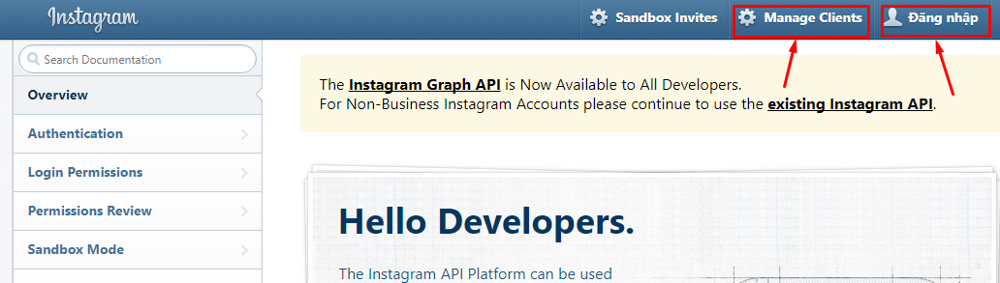 Instagram
Sandbox Invites
Manage Clients
Đăng nhập
Search Documentation
Overview
Authentication
Login Permissions
Permissions Review
Sandbox Mode
The Instagram Graph API is Now Available to All Developers.
For Non-Business Instagram Accounts please continue to use the existing Instagram API.
Hello Developers.
The Instagram API Platform can be used